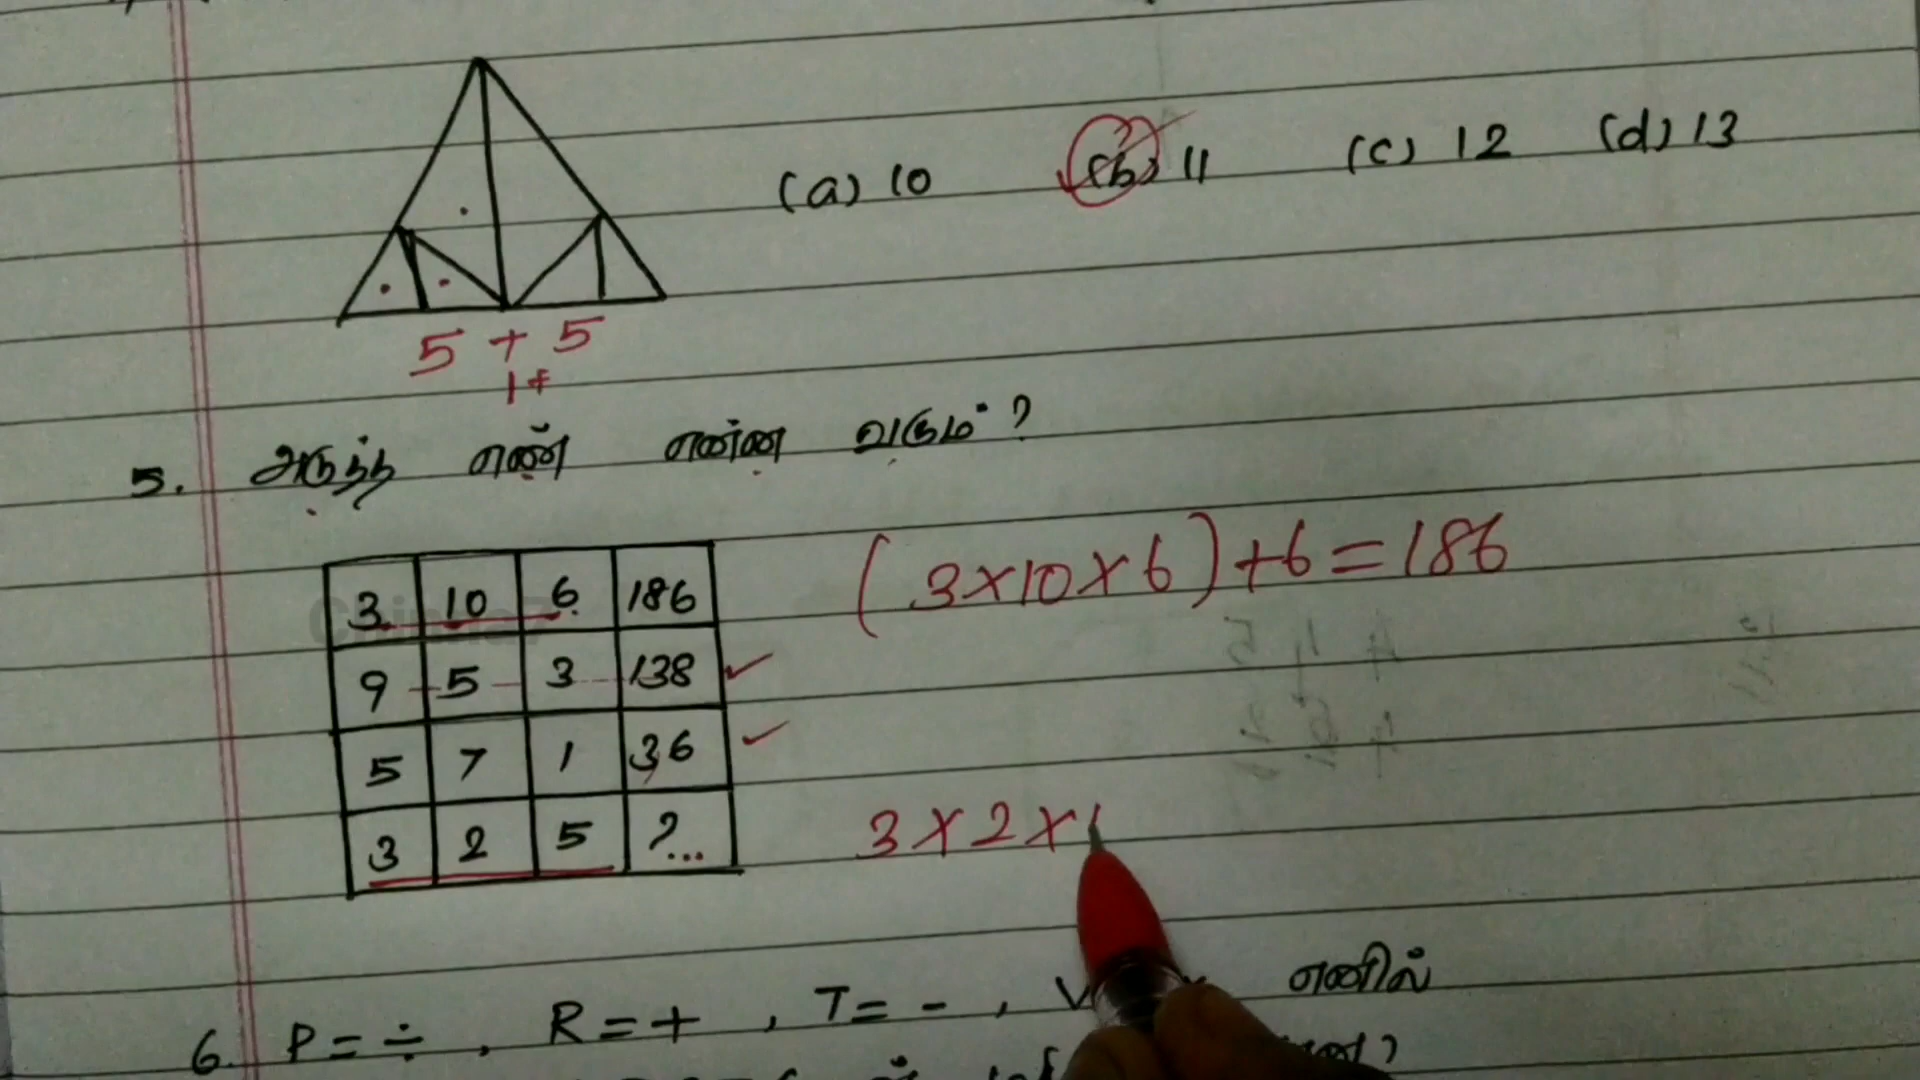 (a) 10 (b) 11 (c) 12 (d) 13
5 + 5
1+
5. அடுத்த எண் என்ன வரும்?
3 10 6 186 (3×10×6)+6=186
9 5 3 138
5 7 1 36
3 2 5 ?... 3×2×
6. P = ÷ , R = + , T = - , V எனில்